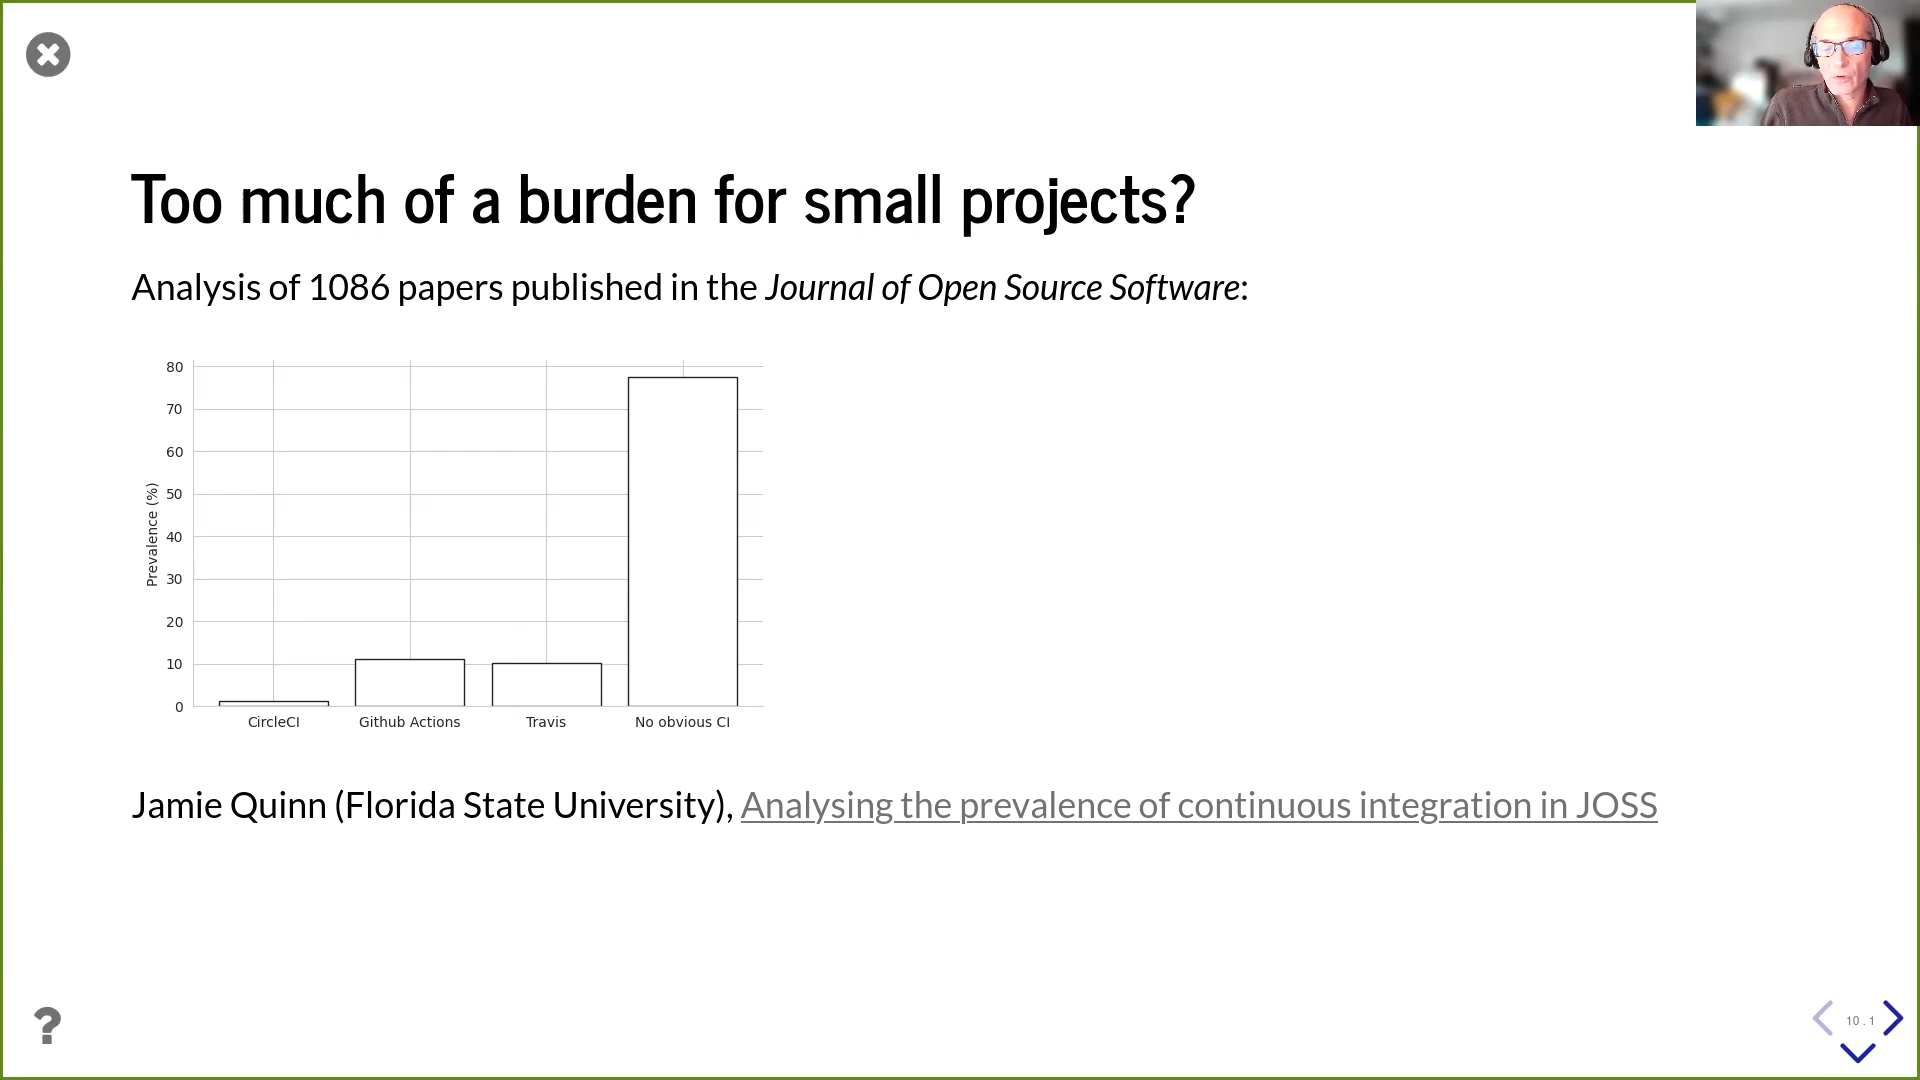 Too much of a burden for small projects?
Analysis of 1086 papers published in the Journal of Open Source Software:
80
70
60
50
40
30
20
10
0
Prevalence (%)
CircleCI
Github Actions
Travis
No obvious CI
Jamie Quinn (Florida State University), Analysing the prevalence of continuous integration in JOSS
?
10 . 1